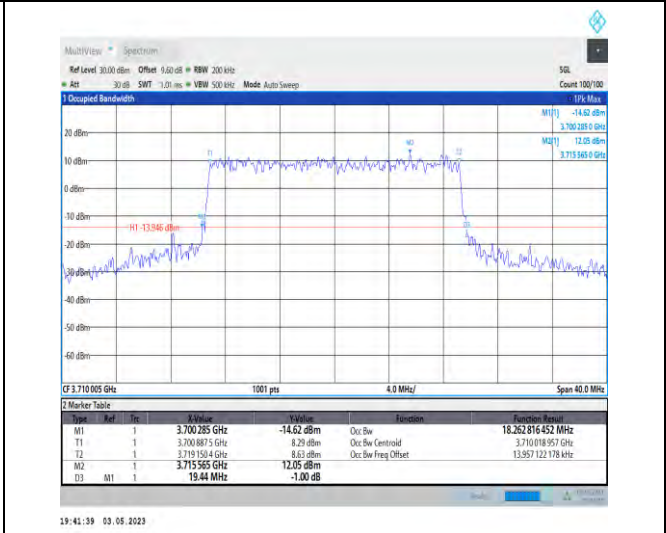 MultiView Spectrum
Ref Level 30.00 dBm Offset 9.60 dB RBW 200 kHz SGL
Att 30 dB SWT 1.01 ms VBW 500 kHz Mode Auto Sweep Count 100/100
1 Occupied Bandwidth 1Pk Max
M1(1) -14.62 dBm
3.700 285 0 GHz
M2(1) 12.05 dBm
3.715 565 0 GHz
20 dBm
T1 M2 T2
10 dBm
0 dBm
-10 dBm
H1 -13.946 dBm
D3
-20 dBm
-30 dBm
-40 dBm
-50 dBm
-60 dBm
CF 3.710 005 GHz 1001 pts 4.0 MHz/ Span 40.0 MHz
2 Marker Table
Type Ref Trc X-Value Y-Value Function Function Result
M1 1 3.700 285 GHz -14.62 dBm Occ Bw 18.262 816 452 MHz
T1 1 3.700 887 5 GHz 8.29 dBm Occ Bw Centroid 3.710 018 957 GHz
T2 1 3.719 150 4 GHz 8.63 dBm Occ Bw Freq Offset 13.957 122 178 kHz
M2 1 3.715 565 GHz 12.05 dBm
D3 M1 1 19.44 MHz -1.00 dB
19:41:39 03.05.2023